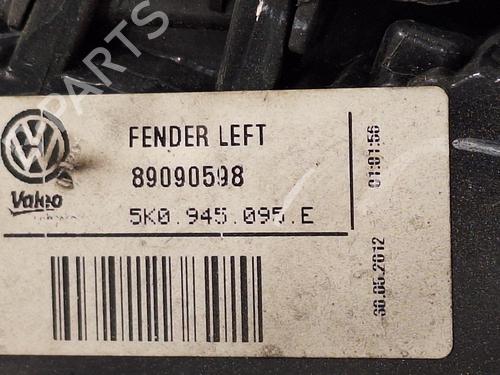 PARTS
FENDER LEFT
89090598
Valeo
5K0.945.095.E
01:01:56
30.05.2012